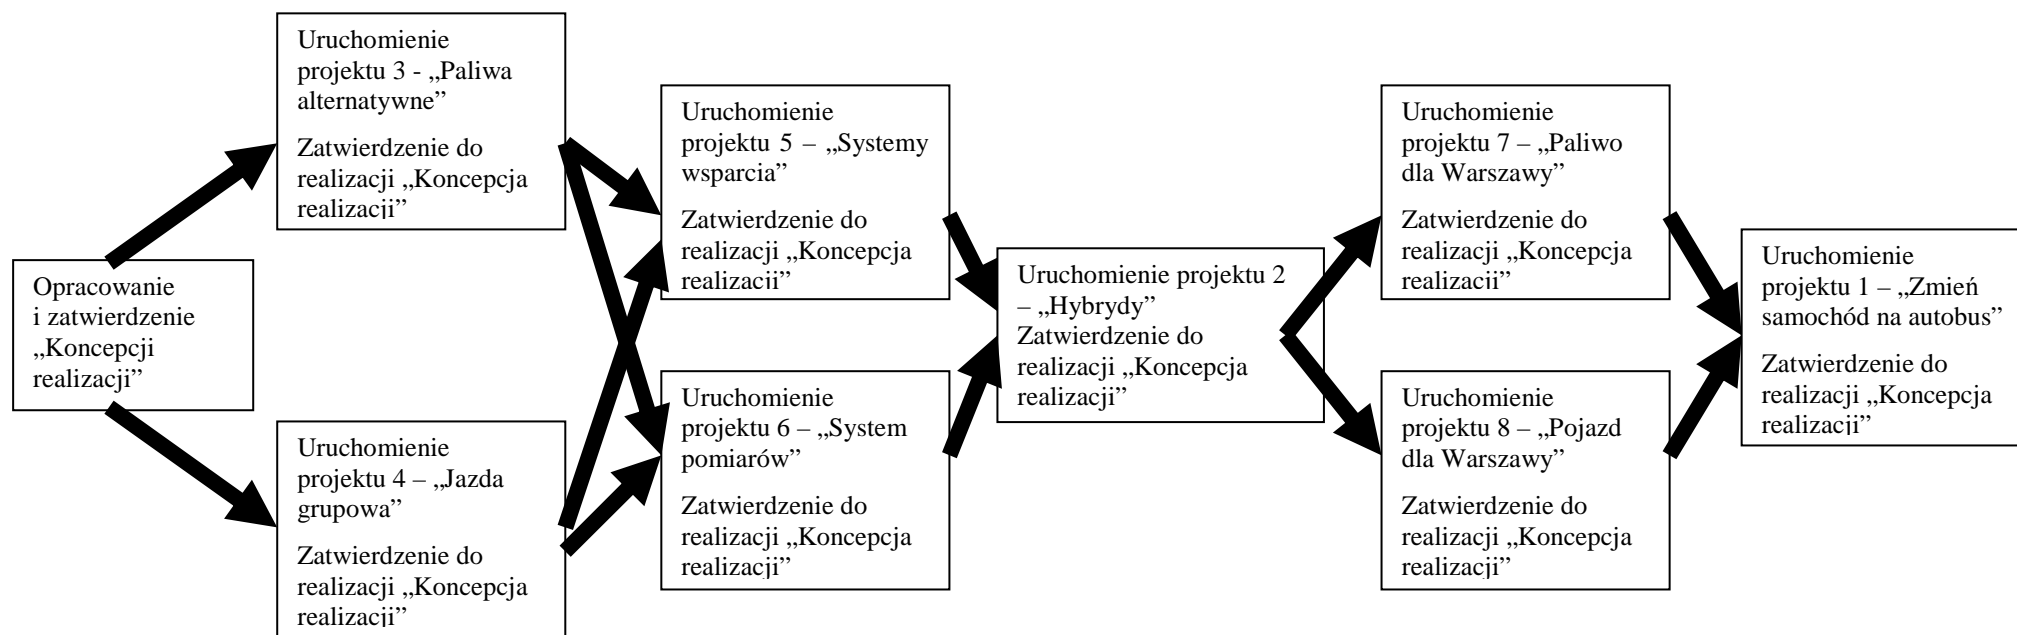 Opracowanie
i zatwierdzenie
„Koncepcji
realizacji”
Uruchomienie
projektu 3 - „Paliwa
alternatywne”
Zatwierdzenie do
realizacji „Koncepcja
realizacji”
Uruchomienie
projektu 4 – „Jazda
grupowa”
Zatwierdzenie do
realizacji „Koncepcja
realizacji”
Uruchomienie
projektu 5 – „Systemy
wsparcia”
Zatwierdzenie do
realizacji „Koncepcja
realizacji”
Uruchomienie
projektu 6 – „System
pomiarów”
Zatwierdzenie do
realizacji „Koncepcja
realizacji”
Uruchomienie projektu 2
– „Hybrydy”
Zatwierdzenie do
realizacji „Koncepcja
realizacji”
Uruchomienie
projektu 7 – „Paliwo
dla Warszawy”
Zatwierdzenie do
realizacji „Koncepcja
realizacji”
Uruchomienie
projektu 8 – „Pojazd
dla Warszawy”
Zatwierdzenie do
realizacji „Koncepcja
realizacji”
Uruchomienie
projektu 1 – „Zmień
samochód na autobus”
Zatwierdzenie do
realizacji „Koncepcja
realizacji”